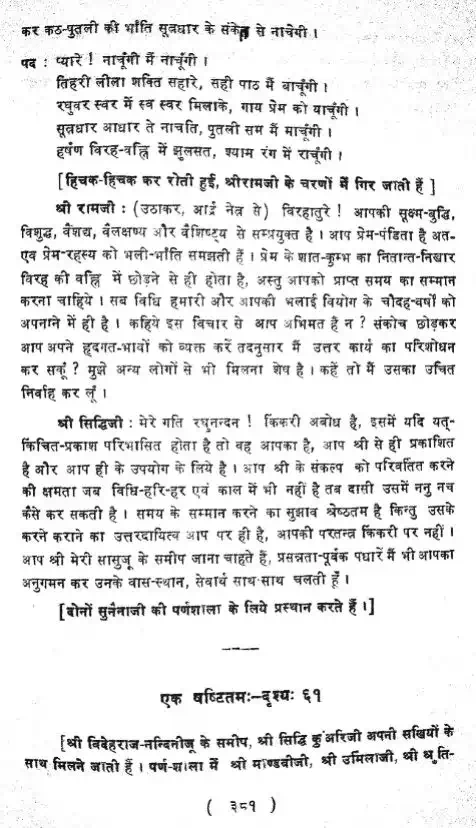 कर कठ-पुतली की भाँति सूत्रधार के संकेत से नाचेगी ।
पद : प्यारे ! नाचूंगी मैं नाचूंगी ।
तिहरी लीला शक्ति सहारे, सही पाठ मैं बाचूंगी ।
रघुवर स्वर में स्व स्वर मिलाके, गाय प्रेम को याचूंगी ।
सूत्रधार आधार ते नाचति, पुतली सम मैं माचूंगी ।
हर्षण विरह-वह्नि में झुलसत, श्याम रंग में राचूंगी ।
[हिचक-हिचक कर रोती हुई, श्रीरामजी के चरणों में गिर जाती हैं ]
श्री रामजी : (उठाकर, आर्द्र नेत्र से) विरहातुरे ! आपकी सूक्ष्म-बुद्धि,
विशुद्ध, वैशद्य, वैलक्षण्य और वैशिष्ट्य से सम्प्रयुक्त है । आप प्रेम-पंडिता हैं अत-
एव प्रेम-रहस्य को भली-भाँति समझती हैं । प्रेम के शात-कुम्भ का नितान्त-निखार
विरह की वह्नि में छोड़ने से ही होता है, अस्तु आपको प्राप्त समय का सम्मान
करना चाहिये । सब विधि हमारी और आपकी भलाई वियोग के चौदह-वर्षों को
अपनाने में ही है । कहिये इस विचार से आप अभिमत हैं न ? संकोच छोड़कर
आप अपने हृदगत-भावों को व्यक्त करें तदनुसार मैं उत्तर कार्य का परिशोधन
कर सकूँ ? मुझे अन्य लोगों से भी मिलना शेष है । कहें तो मैं उसका उचित
निर्वाह कर लूँ ।
श्री सिद्धिजी : मेरे गति रघुनन्दन ! किंकरी अबोध है, इसमें यदि यत्-
किंचित-प्रकाश परिभासित होता है तो वह आपका है, आप श्री से ही प्रकाशित
है और आप ही के उपयोग के लिये है । आप श्री के संकल्प को परिवर्तित करने
की क्षमता जब विधि-हरि-हर एवं काल में भी नहीं है तब दासी उसमें ननु नच
कैसे कर सकती है । समय के सम्मान करने का सुझाव श्रेष्ठतम है किन्तु उसके
करने कराने का उत्तरदायित्व आप पर ही है, आपकी परतन्त्र किंकरी पर नहीं ।
आप श्री मेरी सासुजू के समीप जाना चाहते हैं, प्रसन्नता-पूर्वक पधारें मैं भी आपका
अनुगमन कर उनके वास-स्थान, सेवार्थ साथ-साथ चलती हूँ ।
[दोनों सुनैनाजी की पर्णशाला के लिये प्रस्थान करते हैं ।]
एक षष्टितमः–दृश्यः ६१
[श्री विदेहराज-नन्दिनीजू के समीप, श्री सिद्धि कुँअरिजी अपनी सखियों के
साथ मिलने जाती हैं । पर्ण-शाला में श्री माण्डवीजी, श्री उर्मिलाजी, श्री श्रुति-
( ३८१ )